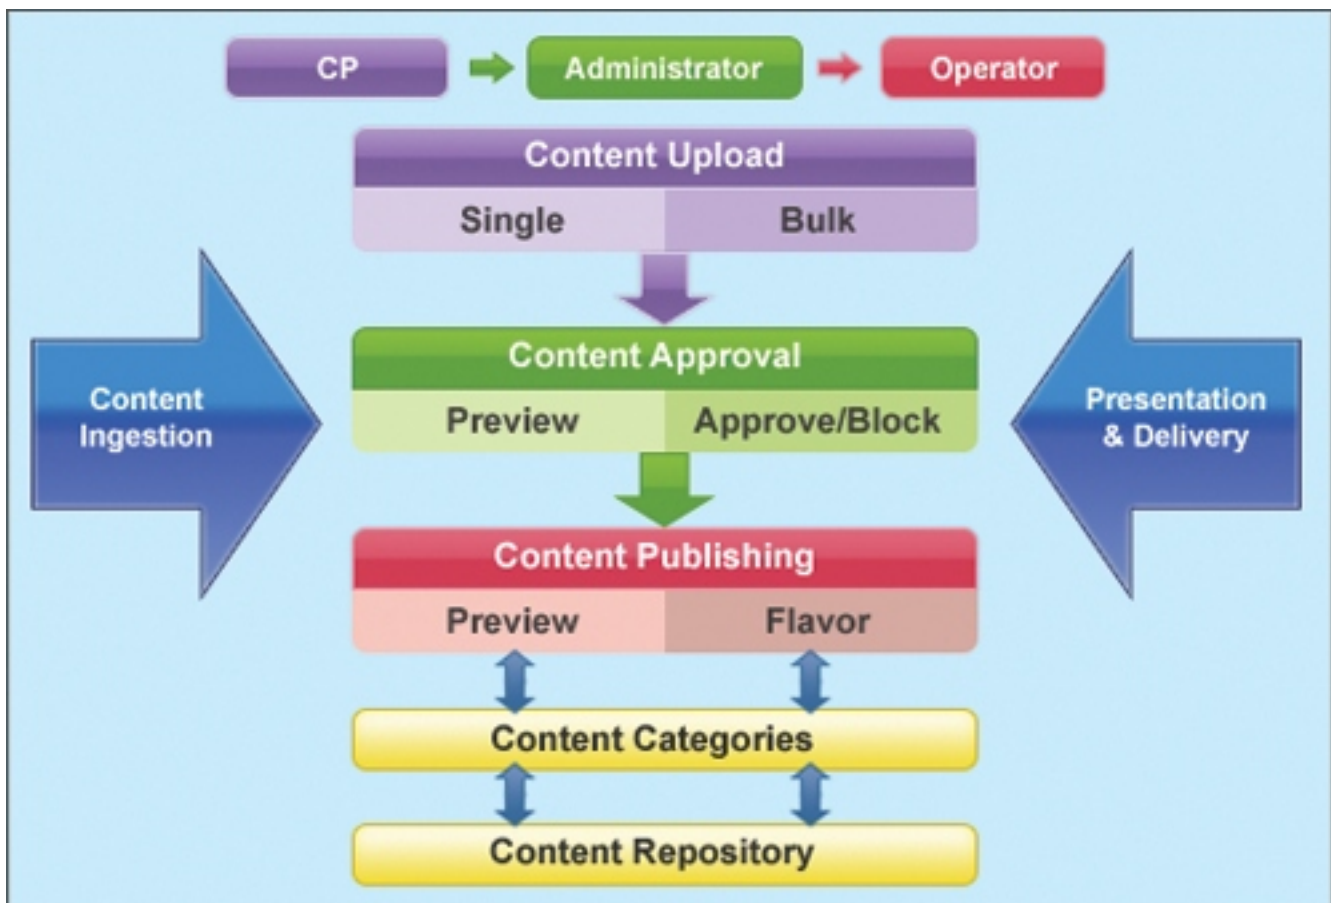 CP
Administrator
Operator
Content Upload
Single
Bulk
Content Approval
Preview
Approve/Block
Content
Ingestion
Presentation
& Delivery
Content Publishing
Preview
Flavor
Content Categories
Content Repository